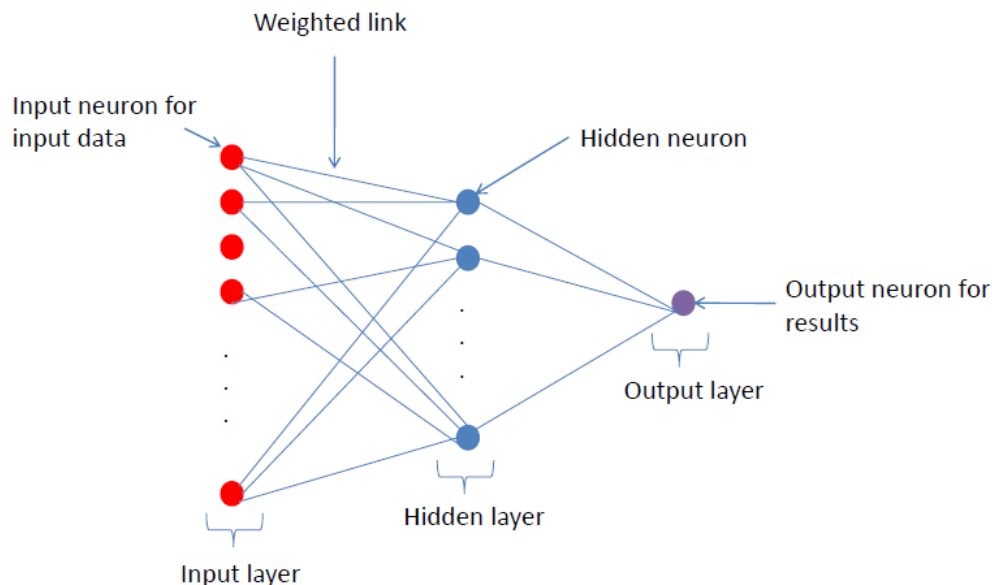 Weighted link
Input neuron for
input data
Hidden neuron
Output neuron for
results
Output layer
Hidden layer
Input layer